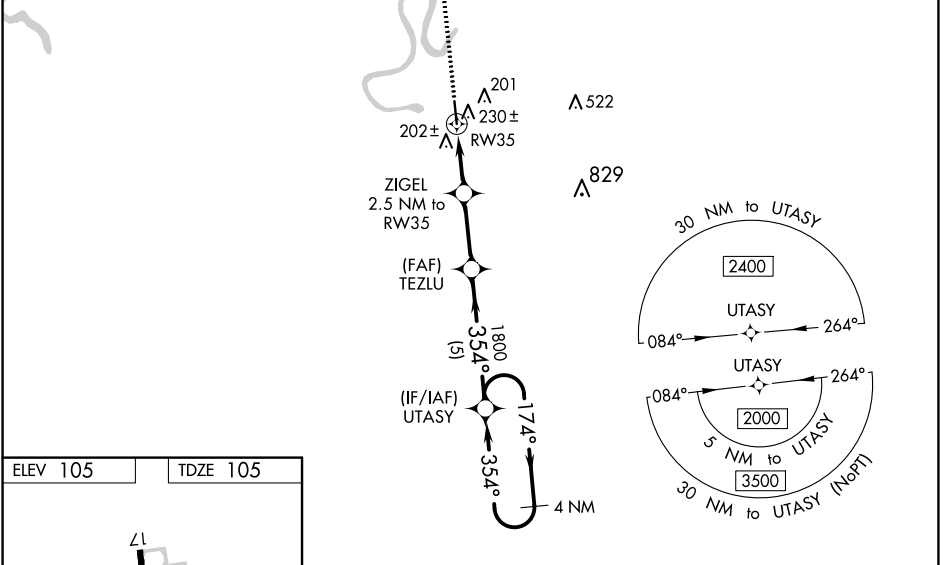 201
522
230±
202±
RW35
829
ZIGEL
2.5 NM to
RW35
(FAF)
TEZLU
1800
354°
(5)
(IF/IAF)
UTASY
174°
354°
4 NM
30 NM to UTASY
2400
UTASY
084°
264°
UTASY
084°
264°
2000
5 NM to UTASY
3500
30 NM to UTASY (NoPT)
ELEV 105
TDZE 105
17